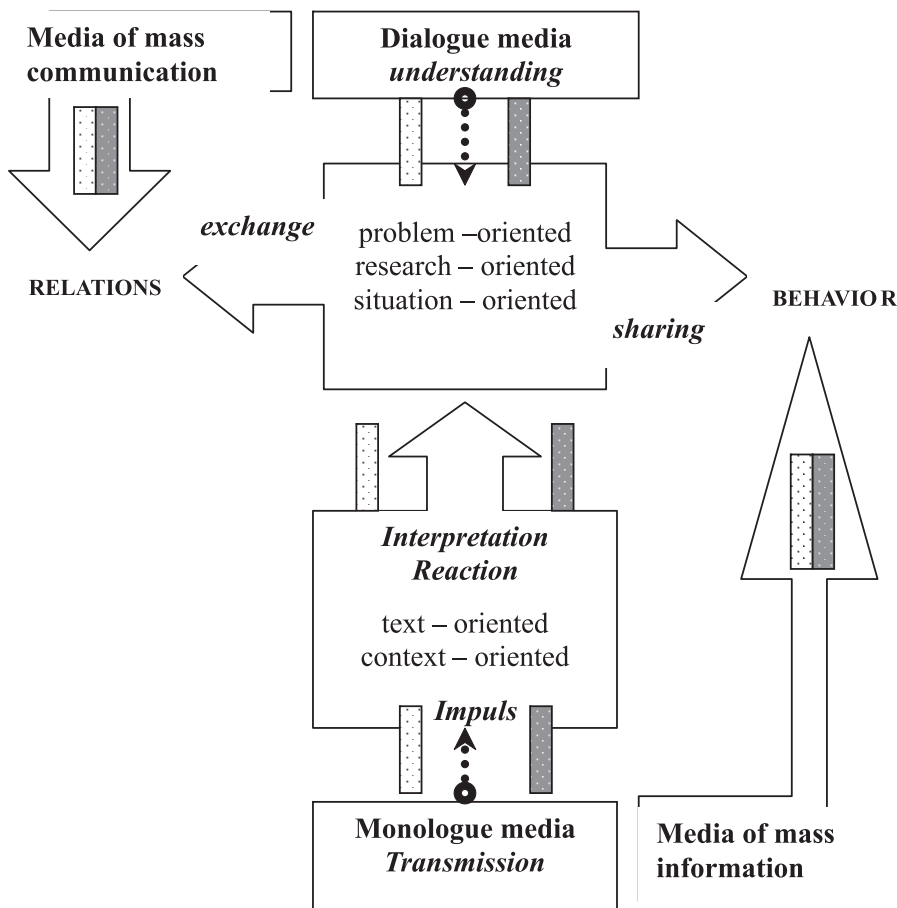 Media of mass
communication
Dialogue media
understanding
exchange
problem –oriented
research – oriented
situation – oriented
RELATIONS
BEHAVIOR
sharing
Interpretation
Reaction
text – oriented
context – oriented
Impuls
Monologue media
Transmission
Media of mass
information